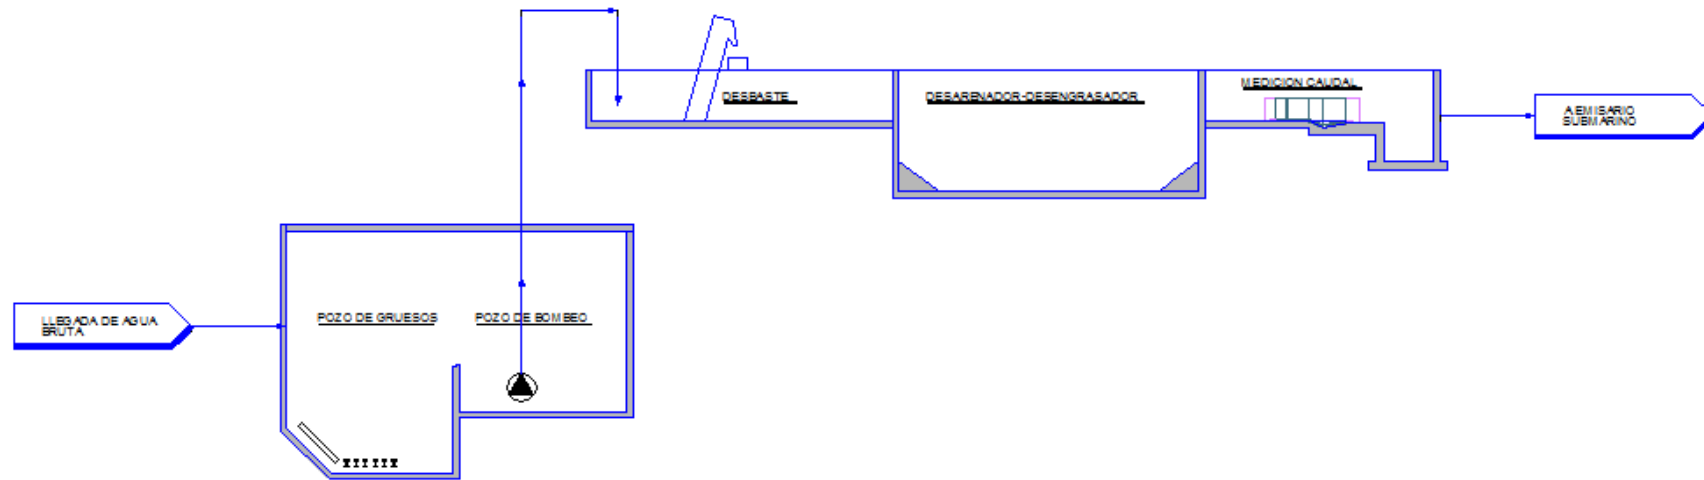 DESBASTE
DESARENADOR-DESENGRASADOR
MEDICION CAUDAL
A EMISARIO
SUBMARINO
LLEGADA DE AGUA
BRUTA
POZO DE GRUESOS
POZO DE BOMBEO